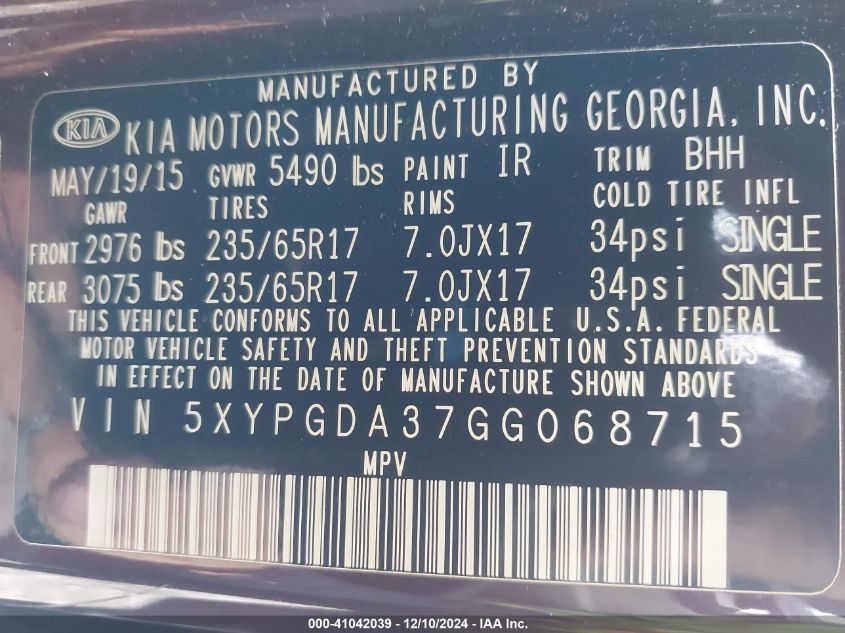 MANUFACTURED BY
KIA KIA MOTORS MANUFACTURING GEORGIA, INC.
MAY/19/15 GVWR 5490 lbs PAINT IR TRIM BHH
GAWR TIRES RIMS COLD TIRE INFL
FRONT 2976 lbs 235/65R17 7.0JX17 34psi SINGLE
REAR 3075 lbs 235/65R17 7.0JX17 34psi SINGLE
THIS VEHICLE CONFORMS TO ALL APPLICABLE U.S.A. FEDERAL
MOTOR VEHICLE SAFETY AND THEFT PREVENTION STANDARDS
IN EFFECT ON THE DATE OF MANUFACTURE SHOWN ABOVE
VIN 5XYPGDA37GG068715
MPV
000-41042039 - 12/10/2024 - IAA Inc.